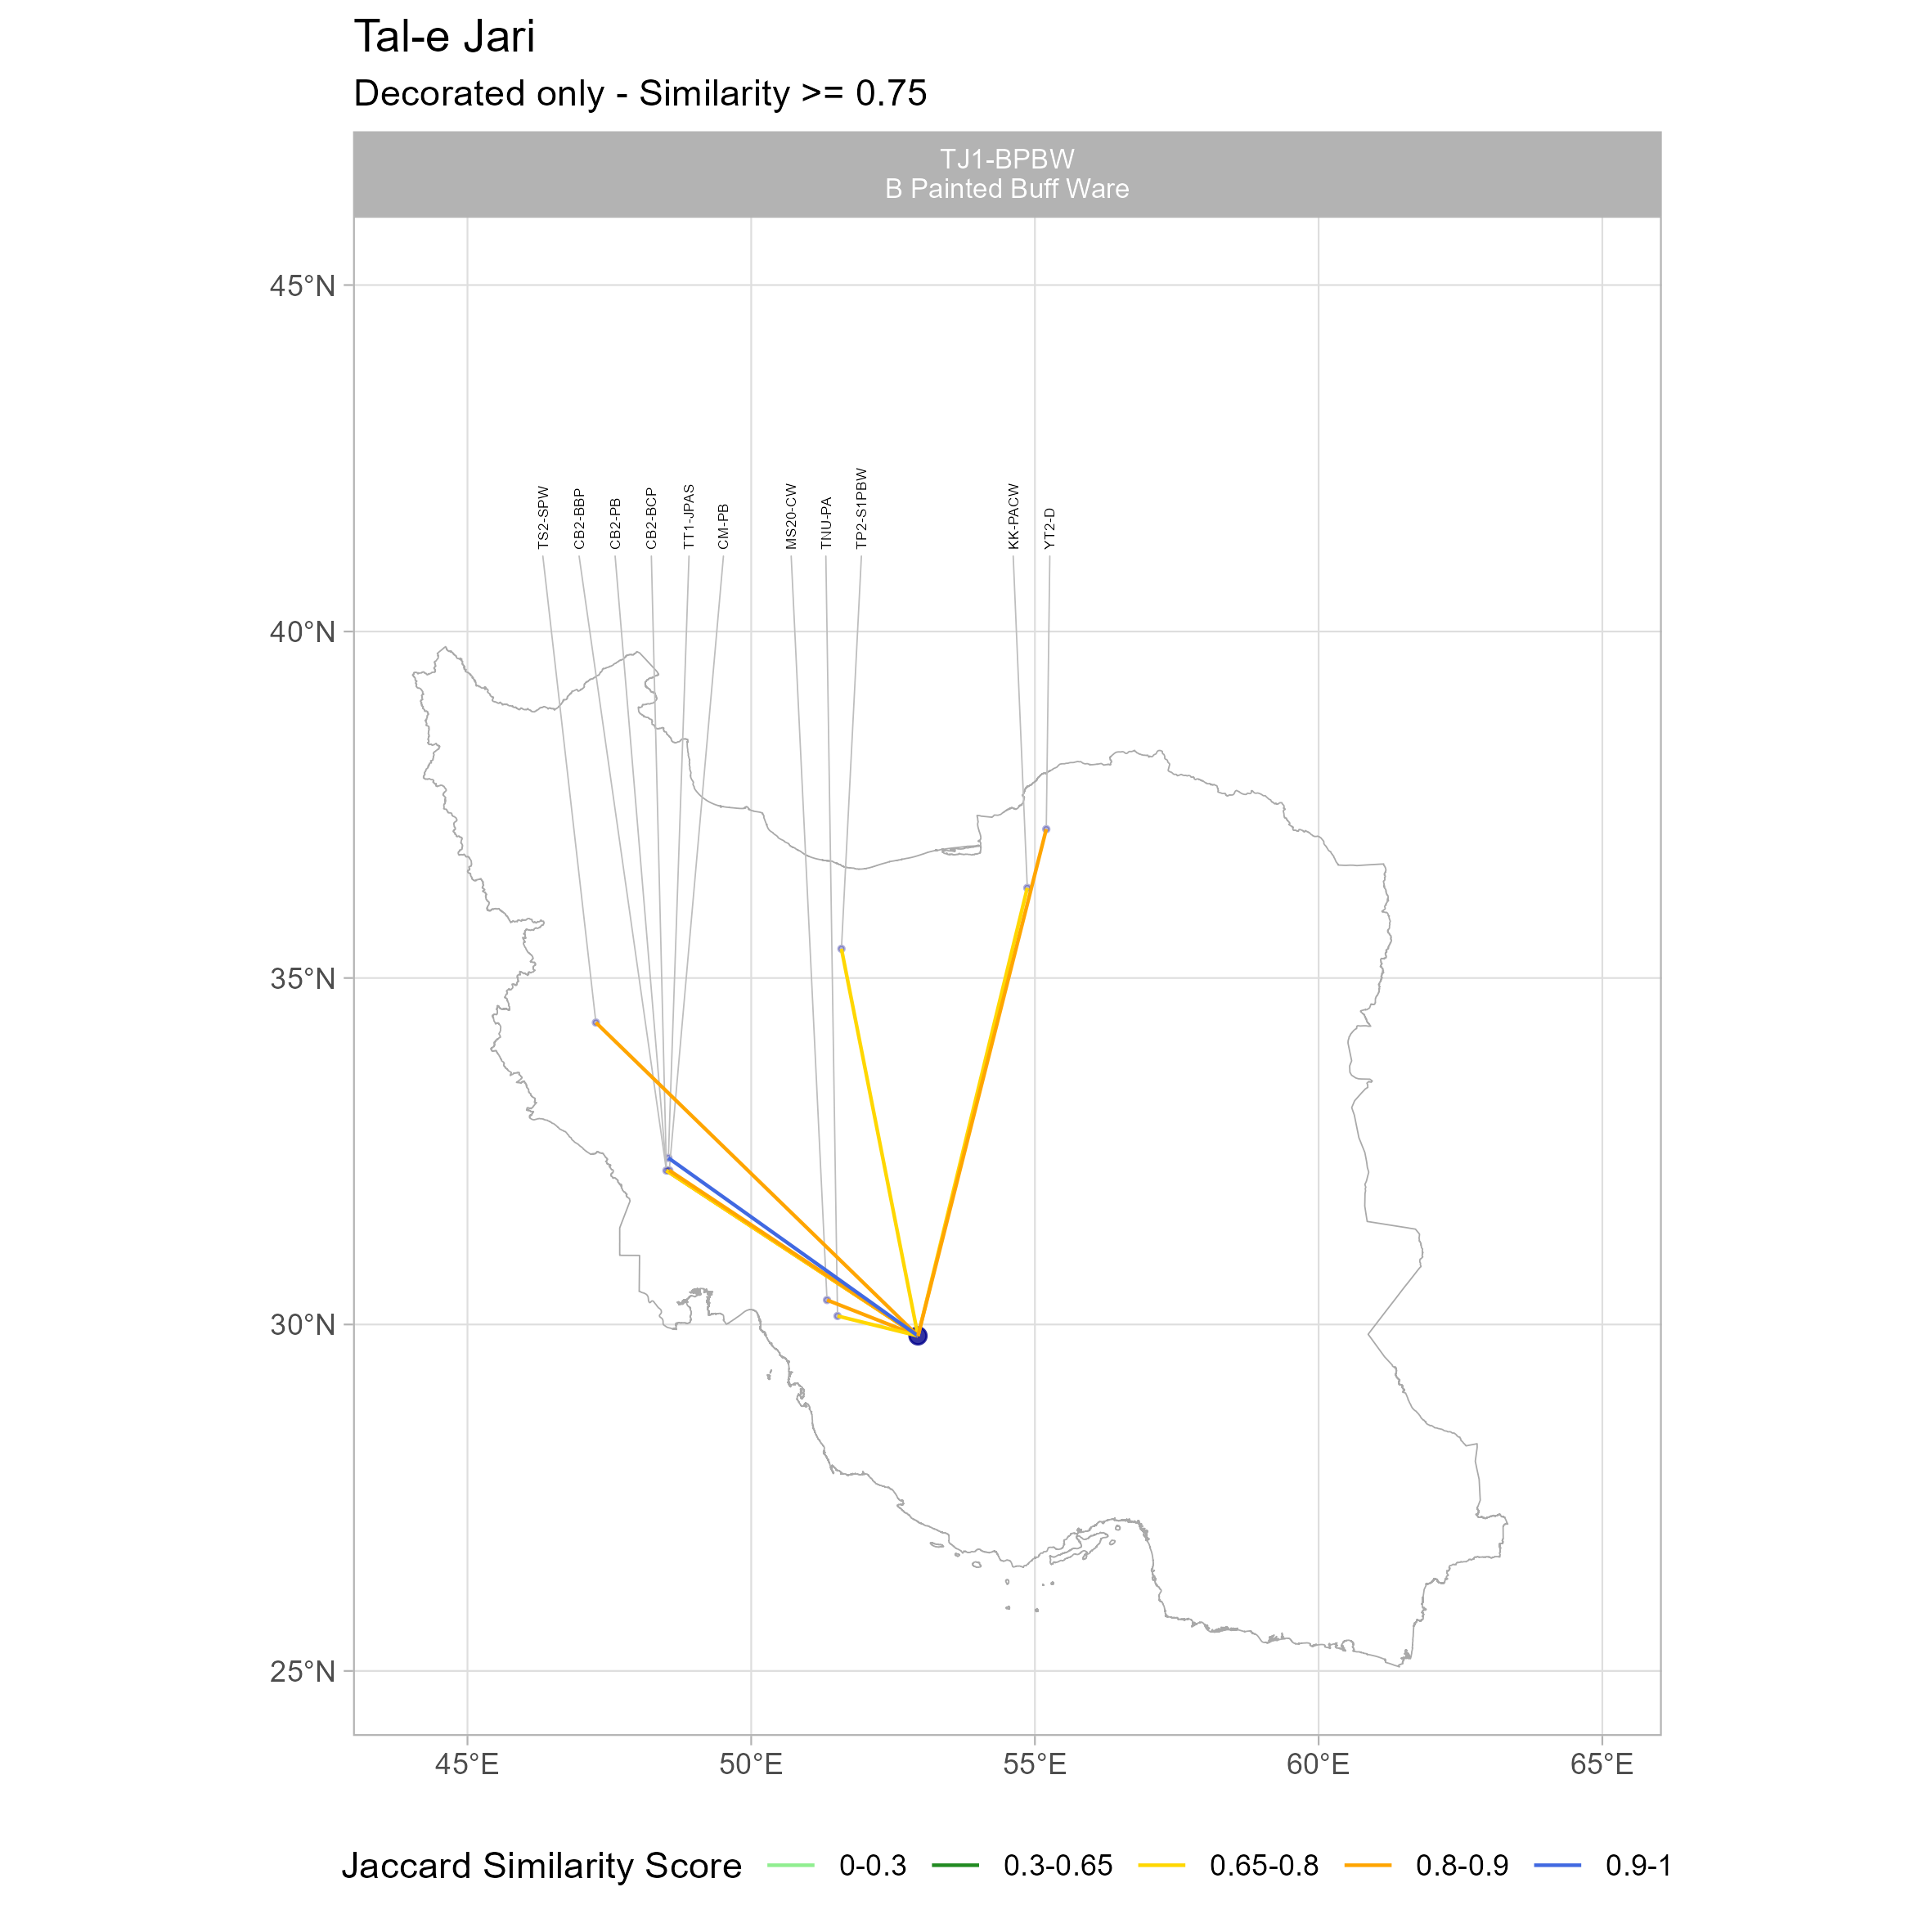 Tal-e Jari
Decorated only - Similarity >= 0.75
TJ1-BPBW
B Painted Buff Ware
45°N
TS2-SPW
CB2-BBP
CB2-PB
CB2-BCP
TT1-JPAS
CM-PB
MS20-CW
TNU-PA
TP2-S1PBW
KK-PACW
YT2-D
40°N
35°N
30°N
25°N
45°E 50°E 55°E 60°E 65°E
Jaccard Similarity Score 0-0.3 0.3-0.65 0.65-0.8 0.8-0.9 0.9-1